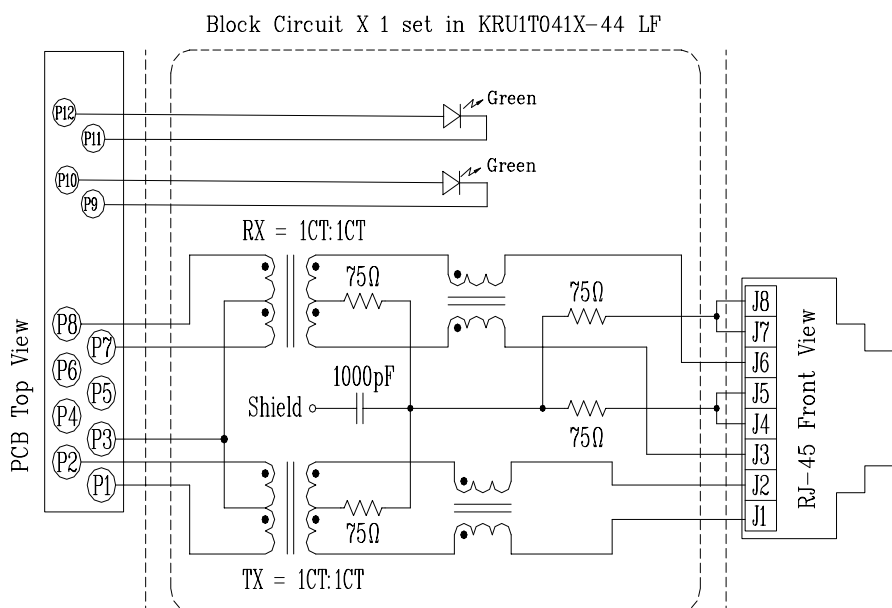 Block Circuit X 1 set in KRU1T041X-44 LF
P12
Green
P11
P10
Green
P9
RX = 1CT:1CT
75Ω
75Ω
J8
P8
J7
P7
J6
P6
1000pF
P5
J5
Shield
P4
J4
75Ω
P3
J3
P2
J2
P1
J1
75Ω
TX = 1CT:1CT
PCB Top View
RJ-45 Front View